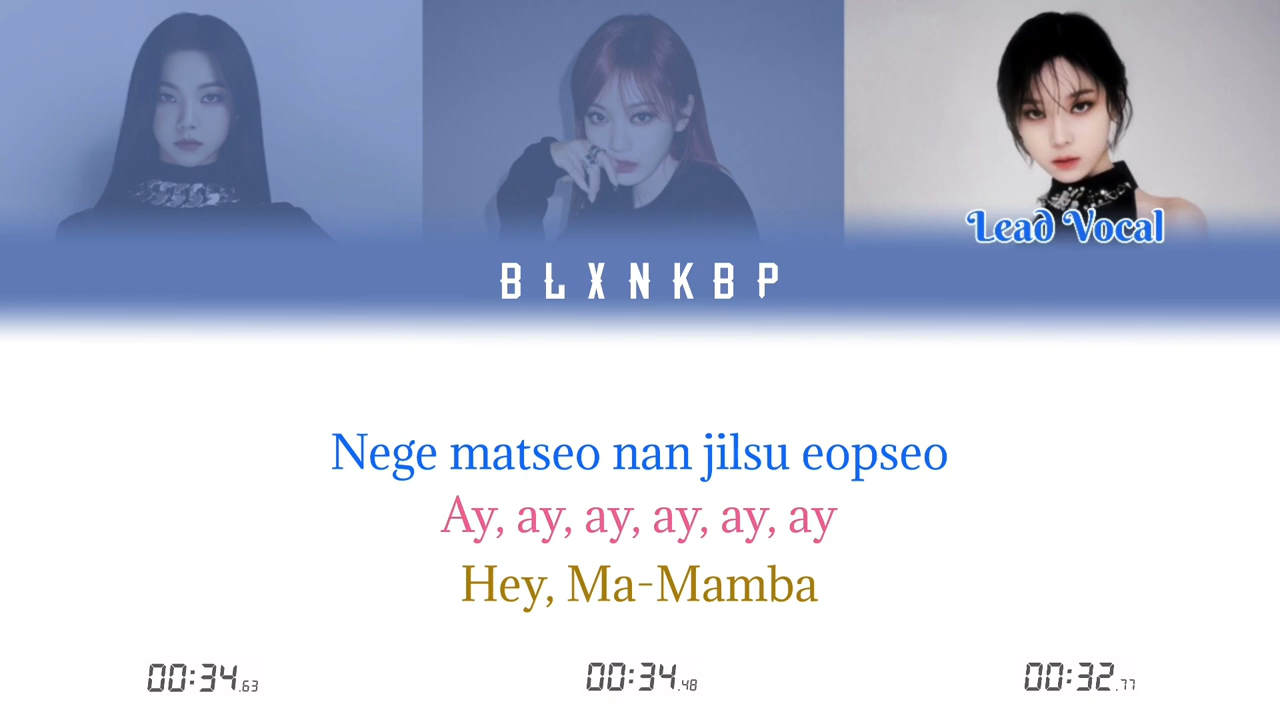 Lead Vocal
BLXNKBP
Nege matseo nan jilsu eopseo
Ay, ay, ay, ay, ay, ay
Hey, Ma-Mamba
00:34.63
00:34.48
00:32.77